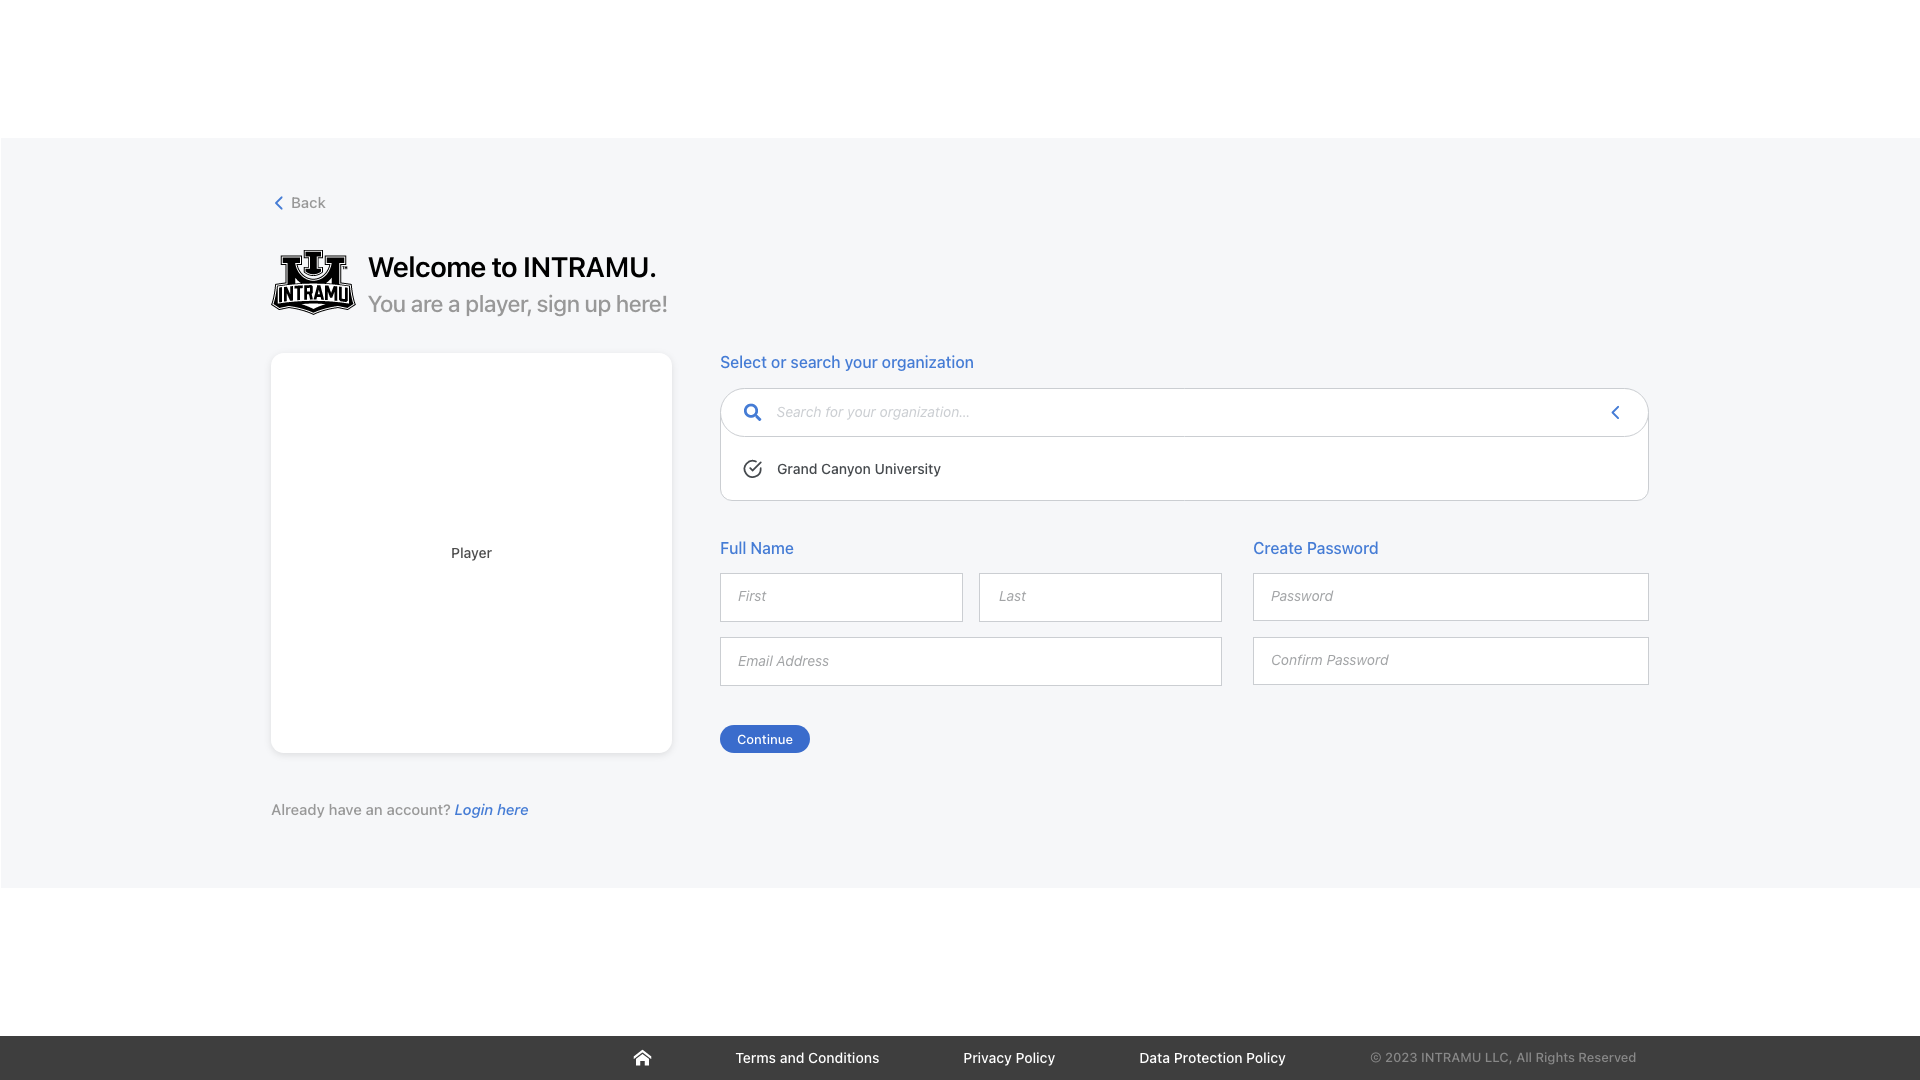 Back
INTRAMU
TM
Welcome to INTRAMU.
You are a player, sign up here!
Player
Select or search your organization
Search for your organization...
Grand Canyon University
Full Name
Create Password
First
Last
Password
Email Address
Confirm Password
Continue
Already have an account? Login here
Terms and Conditions
Privacy Policy
Data Protection Policy
© 2023 INTRAMU LLC, All Rights Reserved